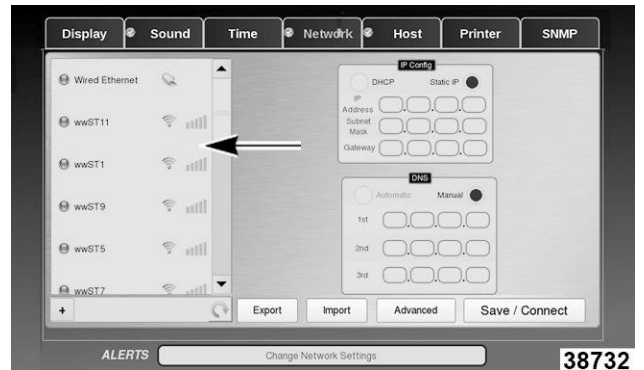 Display Sound Time Network Host Printer SNMP
Wired Ethernet
wwST11
wwST1
wwST9
wwST5
wwST7
+
IP Config
DHCP Static IP
IP Address
Subnet Mask
Gateway
DNS
Automatic Manual
1st
2nd
3rd
Export Import Advanced Save / Connect
ALERTS Change Network Settings
38732